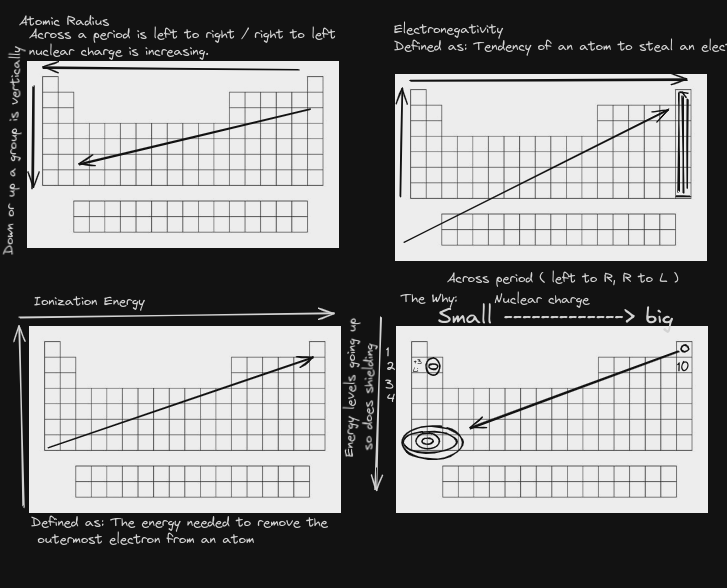 Atomic Radius
Across a period is left to right / right to left
nuclear charge is increasing.
Down or up a group is vertically
Electronegativity
Defined as: Tendency of an atom to steal an elec
Ionization Energy
Defined as: The energy needed to remove the
outermost electron from an atom
Across period ( left to R, R to L )
The Why: Nuclear charge
Small -------------> big
Energy levels going up
so does shielding
1
2
3
4
+3
Li
10